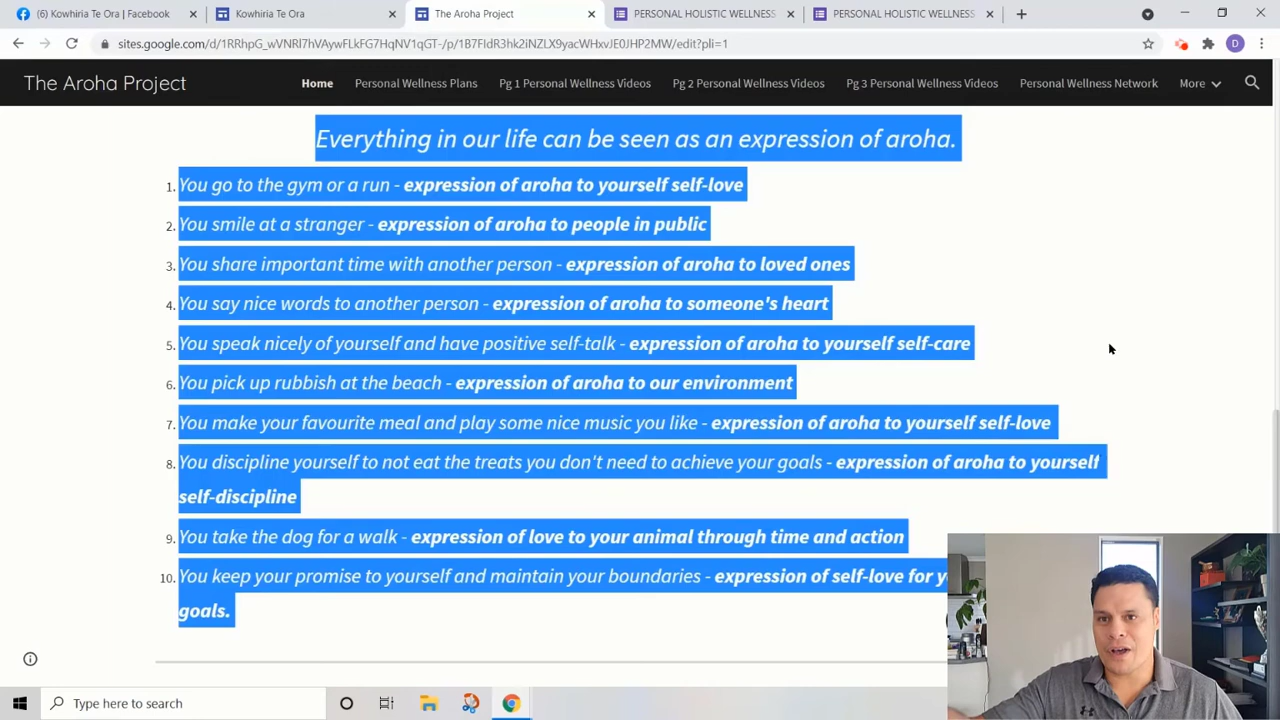 (6) Kowhiria Te Ora | Facebook
Kowhiria Te Ora
The Aroha Project
PERSONAL HOLISTIC WELLNESS
PERSONAL HOLISTIC WELLNESS
D
sites.google.com/d/1RRhpG_wVNRl7hVAywFLkFG7HqNV1qGT-/p/1B7FIdR3hk2iNZLX9yacWHxvJE0JHP2MW/edit?pli=1
The Aroha Project
Home
Personal Wellness Plans
Pg 1 Personal Wellness Videos
Pg 2 Personal Wellness Videos
Pg 3 Personal Wellness Videos
Personal Wellness Network
More
Everything in our life can be seen as an expression of aroha.
1. You go to the gym or a run - expression of aroha to yourself self-love
2. You smile at a stranger - expression of aroha to people in public
3. You share important time with another person - expression of aroha to loved ones
4. You say nice words to another person - expression of aroha to someone's heart
5. You speak nicely of yourself and have positive self-talk - expression of aroha to yourself self-care
6. You pick up rubbish at the beach - expression of aroha to our environment
7. You make your favourite meal and play some nice music you like - expression of aroha to yourself self-love
8. You discipline yourself to not eat the treats you don't need to achieve your goals - expression of aroha to yourself
self-discipline
9. You take the dog for a walk - expression of love to your animal through time and action
10. You keep your promise to yourself and maintain your boundaries - expression of self-love for
goals.
Type here to search